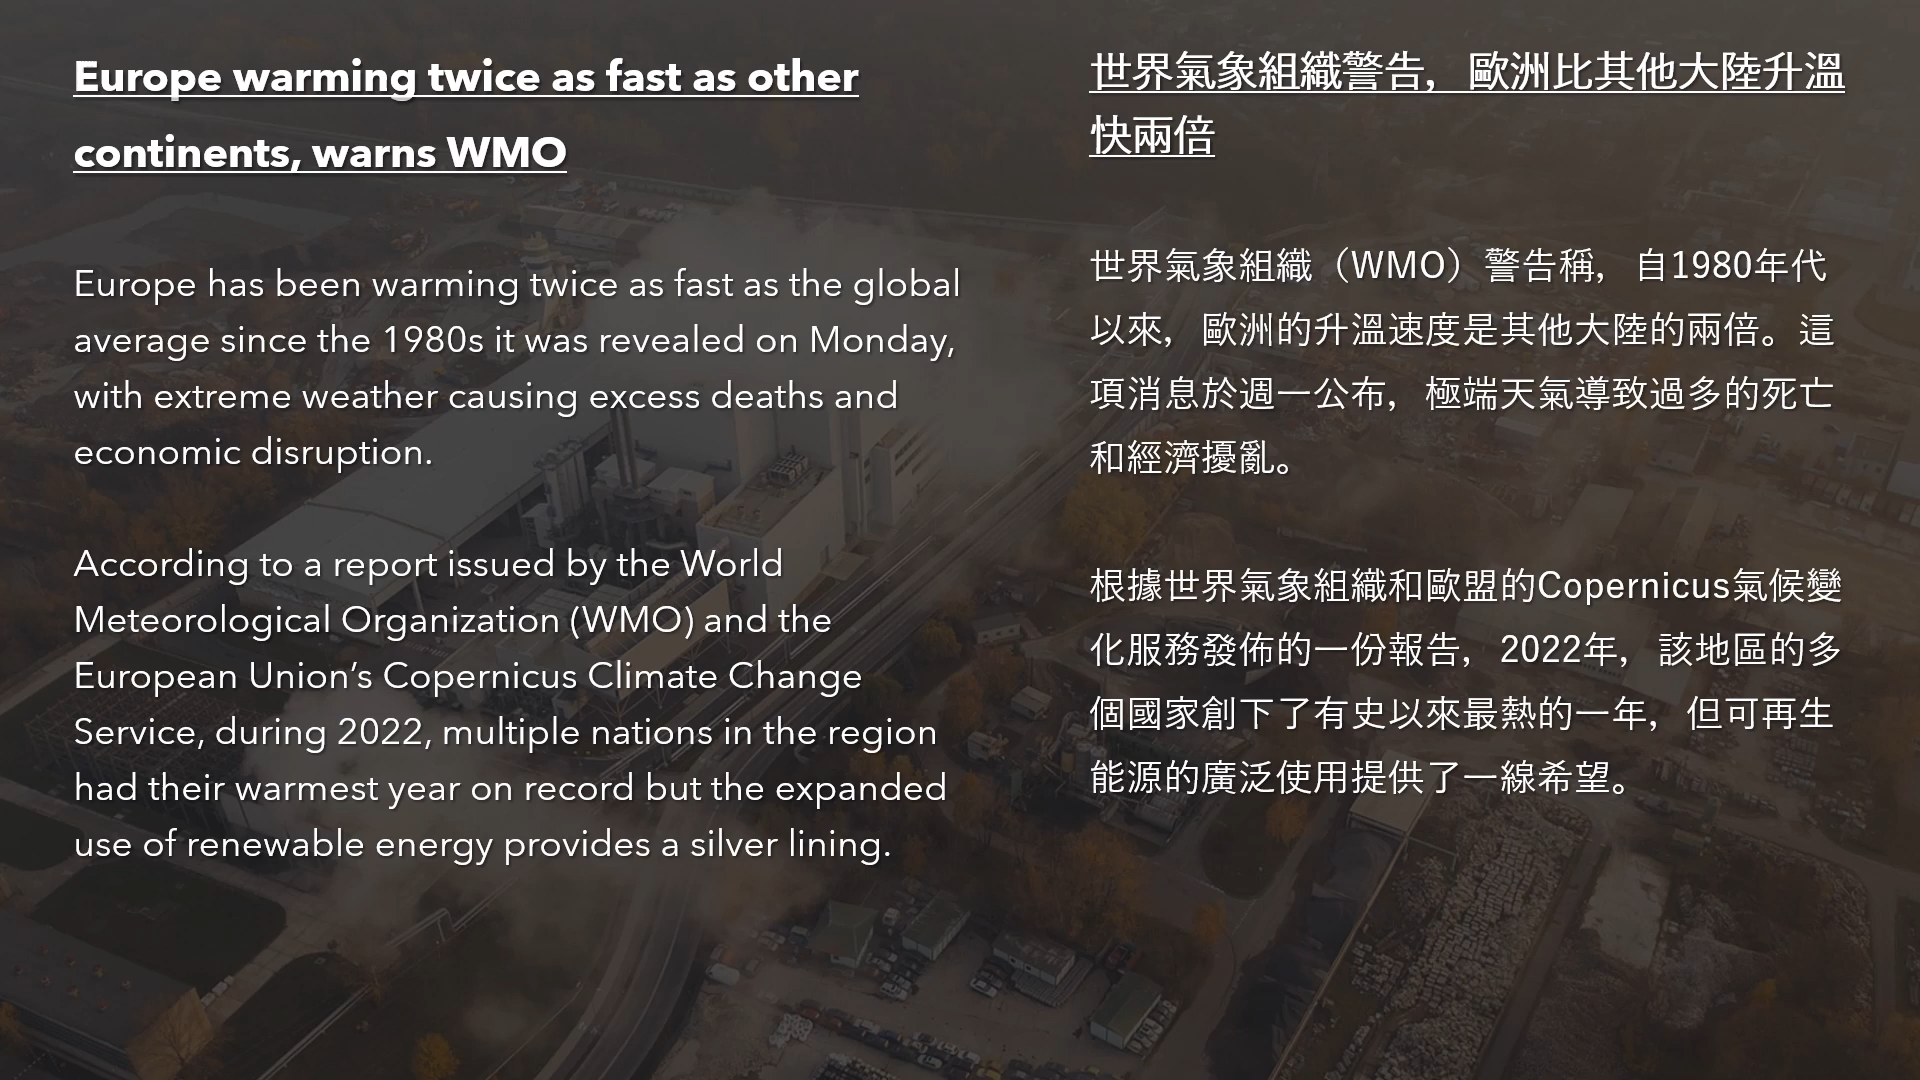 Europe warming twice as fast as other
continents, warns WMO
Europe has been warming twice as fast as the global
average since the 1980s it was revealed on Monday,
with extreme weather causing excess deaths and
economic disruption.
According to a report issued by the World
Meteorological Organization (WMO) and the
European Union’s Copernicus Climate Change
Service, during 2022, multiple nations in the region
had their warmest year on record but the expanded
use of renewable energy provides a silver lining.
世界氣象組織警告，歐洲比其他大陸升溫
快兩倍
世界氣象組織（WMO）警告稱，自1980年代
以來，歐洲的升溫速度是其他大陸的兩倍。這
項消息於週一公布，極端天氣導致過多的死亡
和經濟擾亂。
根據世界氣象組織和歐盟的Copernicus氣候變
化服務發佈的一份報告，2022年，該地區的多
個國家創下了有史以來最熱的一年，但可再生
能源的廣泛使用提供了一線希望。